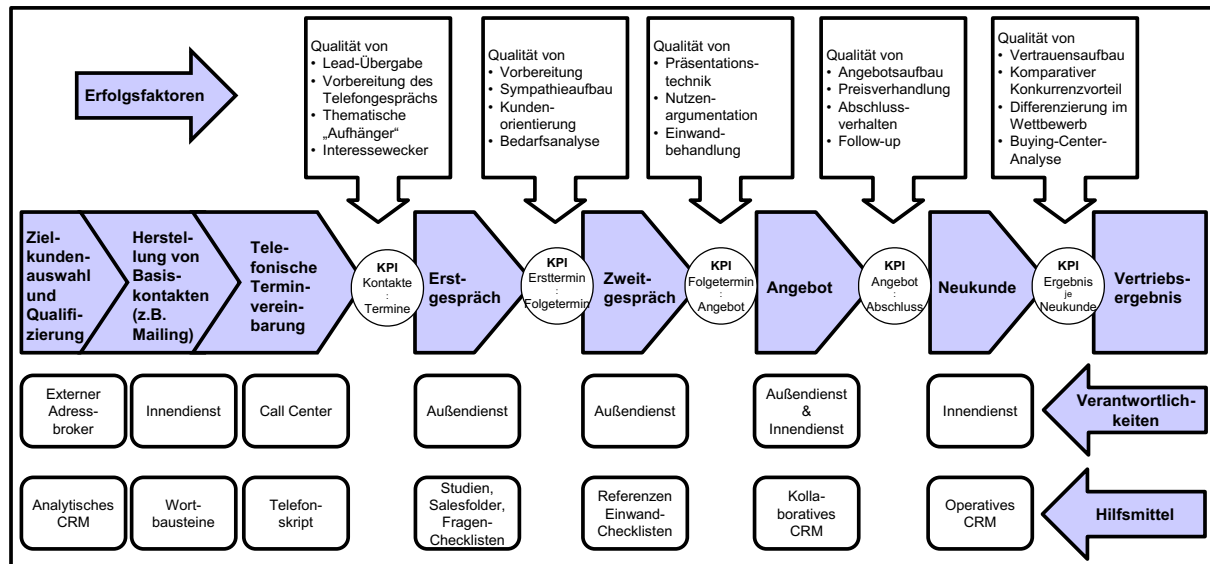 Erfolgsfaktoren
Qualität von
• Lead-Übergabe
• Vorbereitung des
Telefongesprächs
• Thematische
„Aufhänger“
• Interessewecker
Qualität von
• Vorbereitung
• Sympathieaufbau
• Kunden-
orientierung
• Bedarfsanalyse
Qualität von
• Präsentations-
technik
• Nutzen-
argumentation
• Einwand-
behandlung
Qualität von
• Angebotsaufbau
• Preisverhandlung
• Abschluss-
verhalten
• Follow-up
Qualität von
• Vertrauensaufbau
• Komparativer
Konkurrenzvorteil
• Differenzierung im
Wettbewerb
• Buying-Center-
Analyse
Ziel-
kunden-
auswahl
und
Qualifi-
zierung
Herstel-
lung von
Basis-
kontakten
(z.B.
Mailing)
Tele-
fonische
Termin-
verein-
barung
KPI
Kontakte
:
Termine
Erst-
gespräch
KPI
Ersttermin
:
Folgetermin
Zweit-
gespräch
KPI
Folgetermin
:
Angebot
Angebot
KPI
Angebot
:
Abschluss
Neukunde
KPI
Ergebnis
je
Neukunde
Vertriebs-
ergebnis
Externer
Adress-
broker
Innendienst
Call Center
Außendienst
Außendienst
Außendienst
&
Innendienst
Innendienst
Verantwortlich-
keiten
Analytisches
CRM
Wort-
bausteine
Telefon-
skript
Studien,
Salesfolder,
Fragen-
Checklisten
Referenzen
Einwand-
Checklisten
Kolla-
boratives
CRM
Operatives
CRM
Hilfsmittel